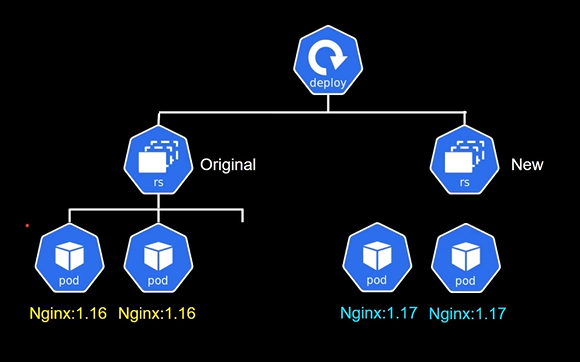 deploy
rs Original
rs New
pod pod pod pod
Nginx:1.16 Nginx:1.16 Nginx:1.17 Nginx:1.17